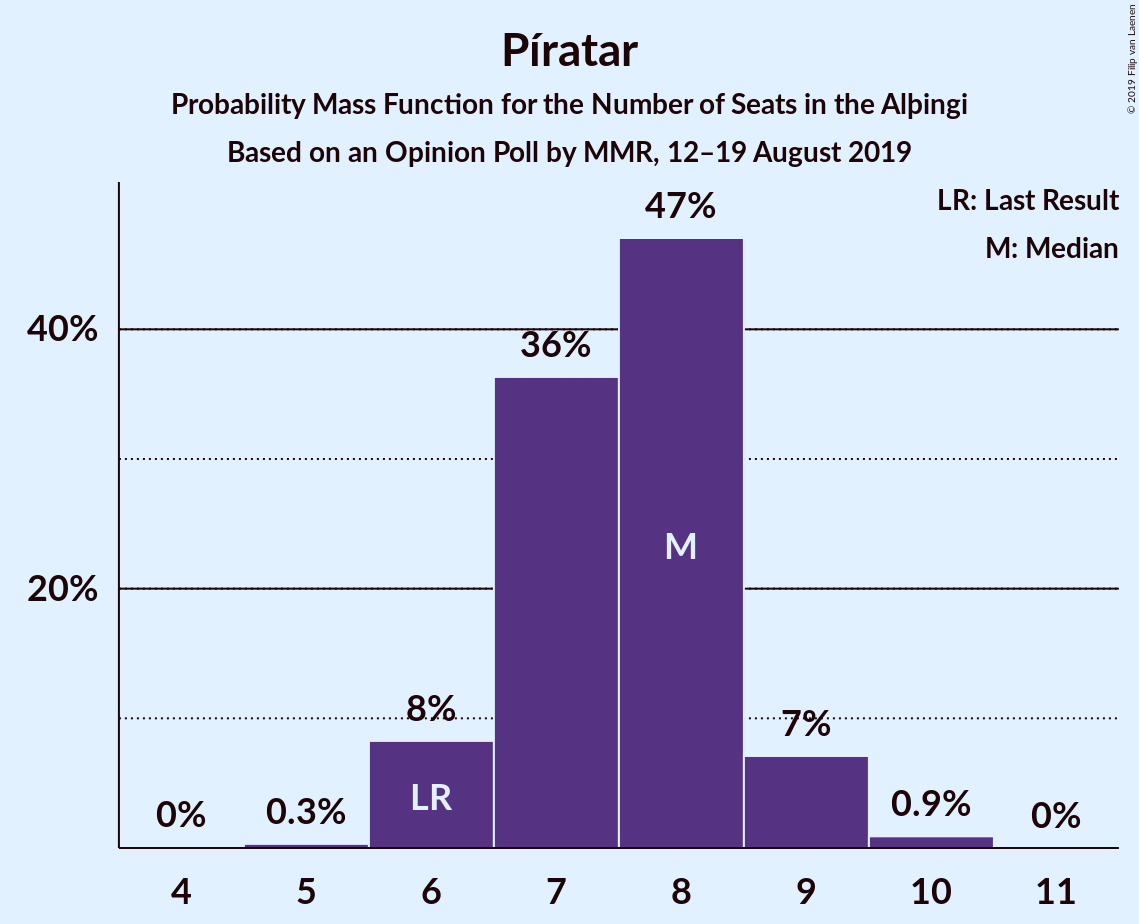 Píratar
Probability Mass Function for the Number of Seats in the Alþingi
Based on an Opinion Poll by MMR, 12–19 August 2019
© 2019 Filip van Laenen
LR: Last Result
M: Median
47%
40%
36%
M
20%
8%
7%
LR
0%
0.3%
0.9%
0%
4 5 6 7 8 9 10 11